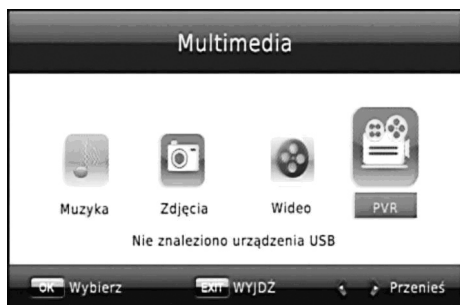 Multimedia
Muzyka Zdjęcia Wideo PVR
Nie znaleziono urządzenia USB
OK Wybierz EXIT WYJDŹ Przenieś